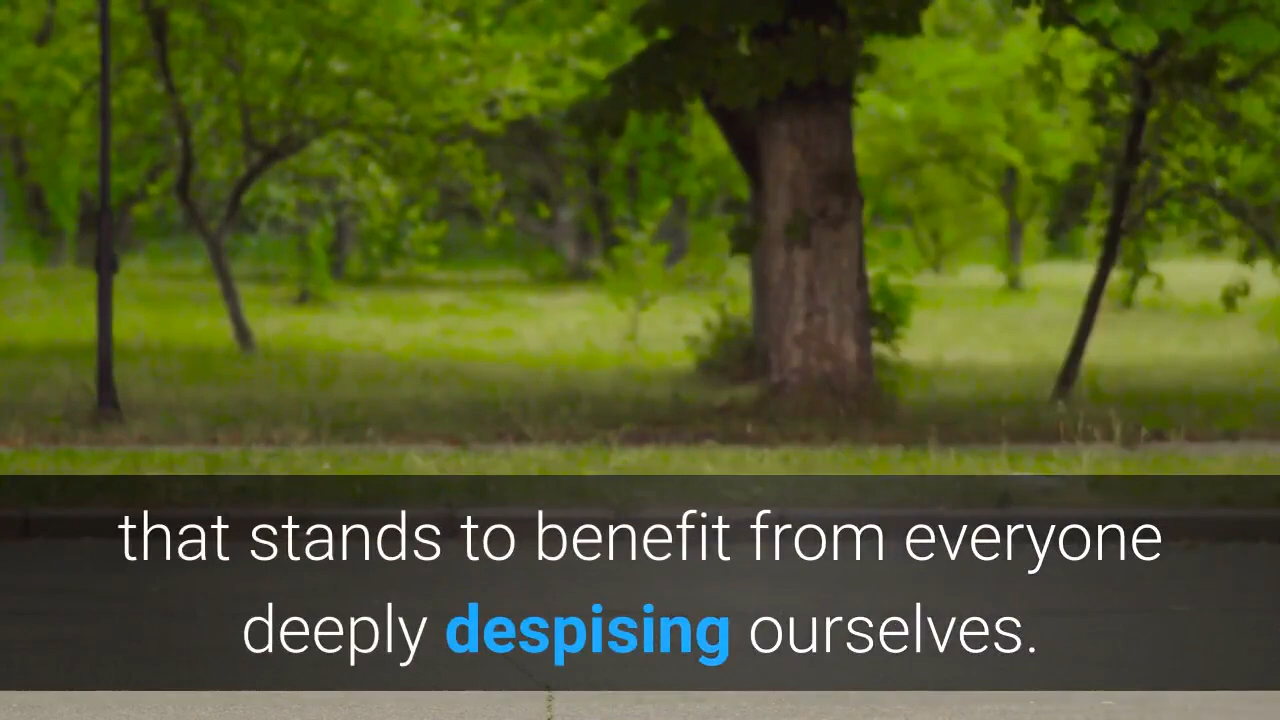 that stands to benefit from everyone
deeply despising ourselves.